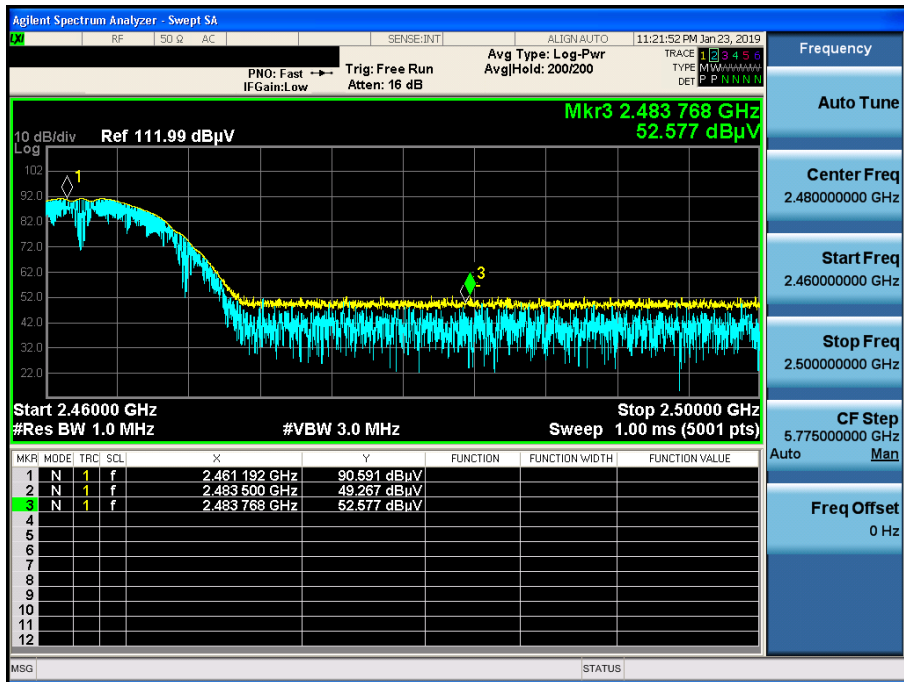 Agilent Spectrum Analyzer - Swept SA
LXI RF 50 Ω AC SENSE:INT ALIGN AUTO 11:21:52 PM Jan 23, 2019
Frequency
PNO: Fast
IFGain:Low
Trig: Free Run
Atten: 16 dB
Avg Type: Log-Pwr
Avg|Hold: 200/200
TRACE 1 2 3 4 5 6
TYPE M W W W W W
DET P P N N N N
Mkr3 2.483 768 GHz
52.577 dBµV
10 dB/div Ref 111.99 dBµV
Log
102
92.0
82.0
72.0
62.0
52.0
42.0
32.0
22.0
1
3
Start 2.46000 GHz
#Res BW 1.0 MHz
#VBW 3.0 MHz
Stop 2.50000 GHz
Sweep 1.00 ms (5001 pts)
MKR MODE TRC SCL X Y FUNCTION FUNCTION WIDTH FUNCTION VALUE
1 N 1 f 2.461 192 GHz 90.591 dBµV
2 N 1 f 2.483 500 GHz 49.267 dBµV
3 N 1 f 2.483 768 GHz 52.577 dBµV
4
5
6
7
8
9
10
11
12
Auto Tune
Center Freq
2.480000000 GHz
Start Freq
2.460000000 GHz
Stop Freq
2.500000000 GHz
CF Step
5.775000000 GHz
Auto Man
Freq Offset
0 Hz
MSG STATUS